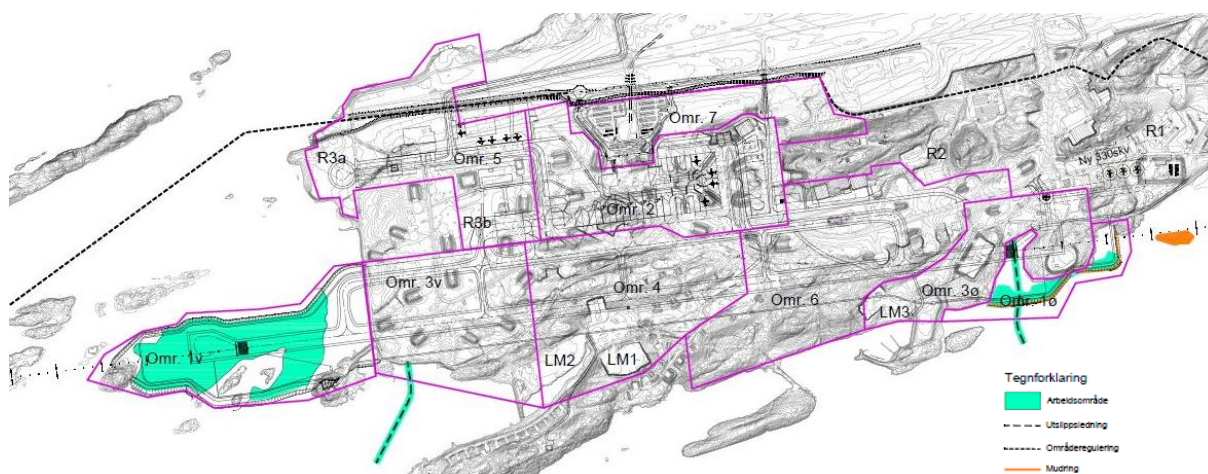 Omr. 7
R1
R3a
Omr. 5
R2
Ny 330skv
Omr. 2
R3b
Omr. 3v
Omr. 4
Omr. 6
Omr. 3ø
Omr. 1ø
LM3
Omr. 1v
LM2
LM1
Tegnforklaring
Arbeidsområde
Utslippsledning
Områderegulering
Mudring